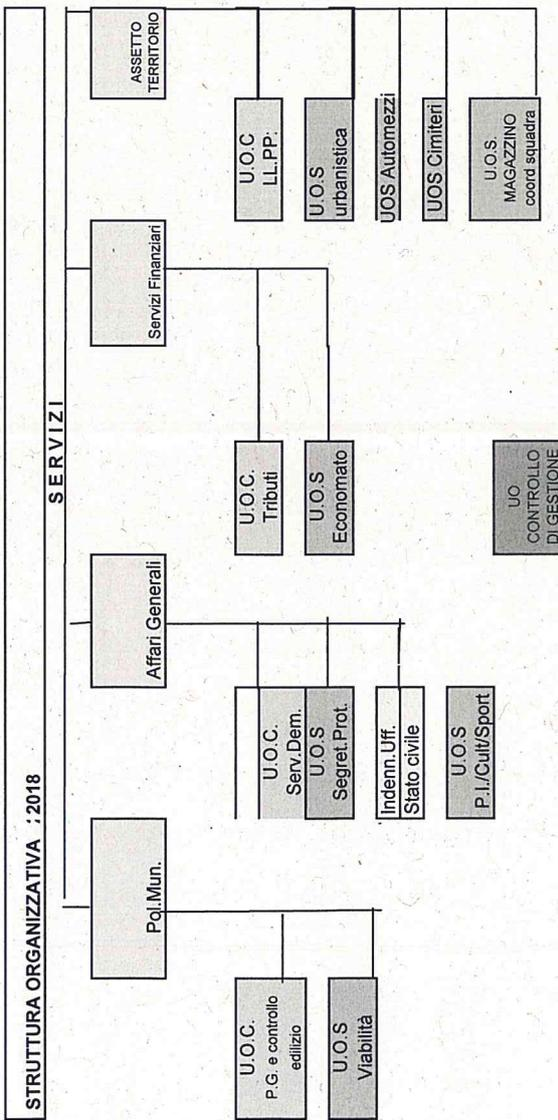 STRUTTURA ORGANIZZATIVA : 2018
SERVIZI
Pol.Mun.
Affari Generali
Servizi Finanziari
ASSETTO
TERRITORIO
U.O.C.
P.G. e controllo
edilizio
U.O.S
Viabilità
U.O.C.
Serv.Dem.
U.O.S
Segret.Prot.
Indenn.Uff.
Stato civile
U.O.S
P.I./Cult/Sport
U.O.C.
Tributi
U.O.S
Economato
UO
CONTROLLO
DI GESTIONE
U.O.C
LL.PP:
U.O.S
urbanistica
UOS Automezzi
UOS Cimiteri
U.O.S.
MAGAZZINO
coord squadra